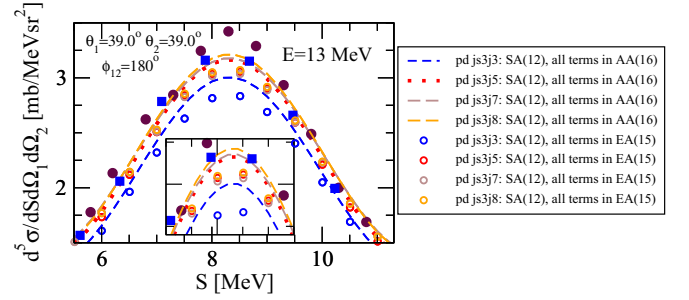 θ1=39.0° θ2=39.0°
ϕ12=180°
E=13 MeV
d5 σ/dSdΩ1dΩ2 [mb/MeVsr2]
3
2
6
8
10
S [MeV]
pd js3j3: SA(12), all terms in AA(16)
pd js3j5: SA(12), all terms in AA(16)
pd js3j7: SA(12), all terms in AA(16)
pd js3j8: SA(12), all terms in AA(16)
pd js3j3: SA(12), all terms in EA(15)
pd js3j5: SA(12), all terms in EA(15)
pd js3j7: SA(12), all terms in EA(15)
pd js3j8: SA(12), all terms in EA(15)